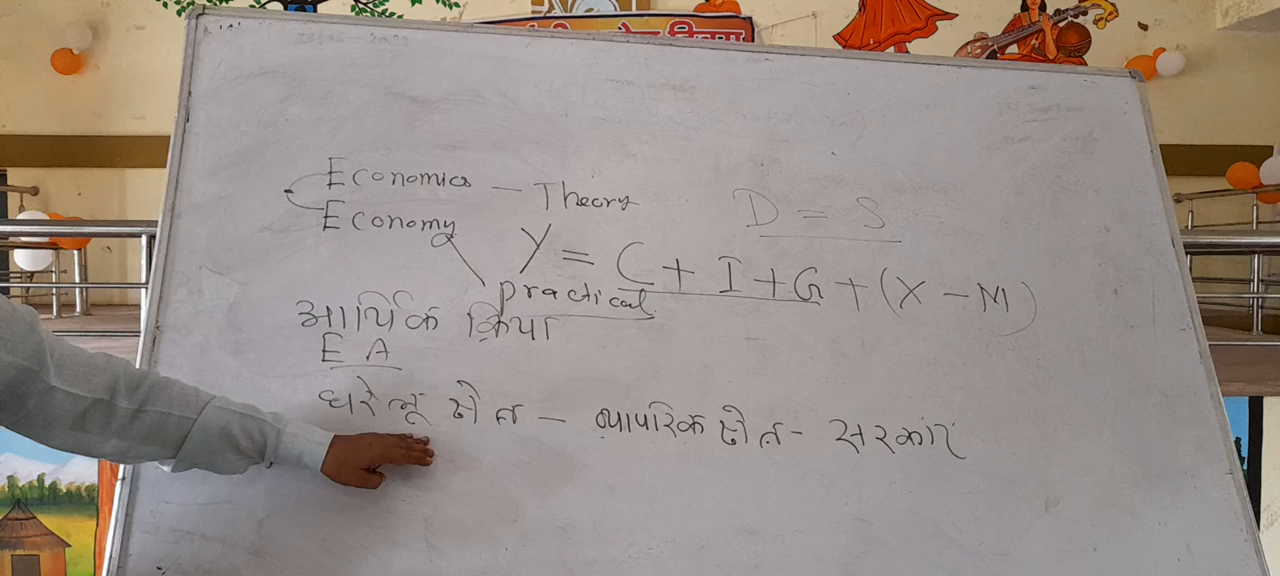 Economics — Theory
D = S
Economy
Y = C + I + G + (X - M)
practical
आर्थिक क्रिया
E A
घरेलू क्षेत्र — व्यापारिक क्षेत्र - सरकार